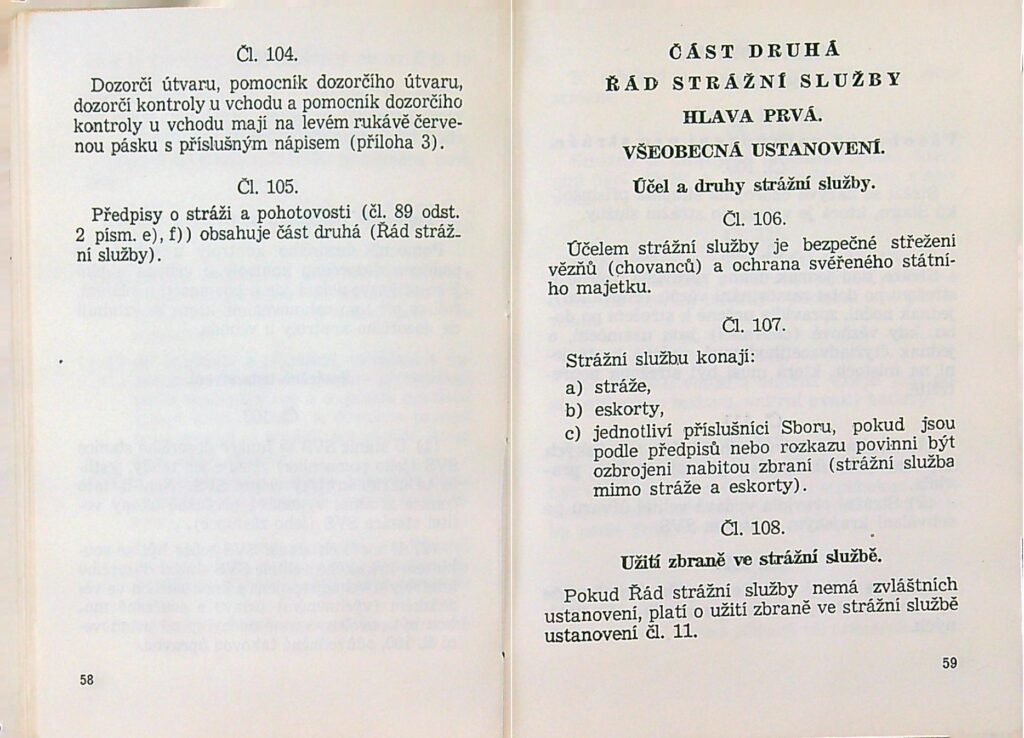 Čl. 104.
Dozorčí útvaru, pomocník dozorčího útvaru,
dozorčí kontroly u vchodu a pomocník dozorčího
kontroly u vchodu mají na levém rukávě červe-
nou pásku s příslušným nápisem (příloha 3).
Čl. 105.
Předpisy o stráži a pohotovosti (čl. 89 odst.
2 písm. e), f)) obsahuje část druhá (Řád stráž-
ní služby).
58
ČÁST DRUHÁ
ŘÁD STRÁŽNÍ SLUŽBY
HLAVA PRVÁ.
VŠEOBECNÁ USTANOVENÍ.
Účel a druhy strážní služby.
Čl. 106.
Účelem strážní služby je bezpečné střežení
vězňů (chovanců) a ochrana svěřeného státní-
ho majetku.
Čl. 107.
Strážní službu konají:
a) stráže,
b) eskorty,
c) jednotliví příslušníci Sboru, pokud jsou
podle předpisů nebo rozkazu povinni být
ozbrojeni nabitou zbraní (strážní služba
mimo stráže a eskorty).
Čl. 108.
Užití zbraně ve strážní službě.
Pokud Řád strážní služby nemá zvláštních
ustanovení, platí o užití zbraně ve strážní službě
ustanovení čl. 11.
59